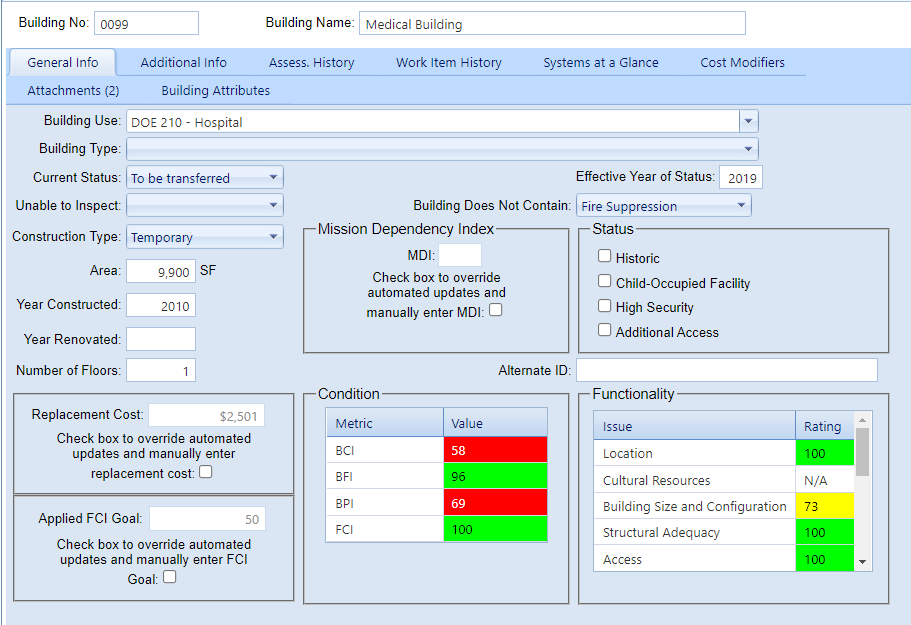 Building No: 0099 Building Name: Medical Building
General Info Additional Info Assess. History Work Item History Systems at a Glance Cost Modifiers
Attachments (2) Building Attributes
Building Use: DOE 210 - Hospital
Building Type:
Current Status: To be transferred Effective Year of Status: 2019
Unable to Inspect: Building Does Not Contain: Fire Suppression
Construction Type: Temporary
Area: 9,900 SF
Year Constructed: 2010
Year Renovated:
Number of Floors: 1
Mission Dependency Index
MDI:
Check box to override
automated updates and
manually enter MDI:
Status
Historic
Child-Occupied Facility
High Security
Additional Access
Alternate ID:
Replacement Cost: $2,501
Check box to override automated
updates and manually enter
replacement cost:
Applied FCI Goal: 50
Check box to override automated
updates and manually enter FCI
Goal:
Condition
Metric Value
BCI 58
BFI 96
BPI 69
FCI 100
Functionality
Issue Rating
Location 100
Cultural Resources N/A
Building Size and Configuration 73
Structural Adequacy 100
Access 100